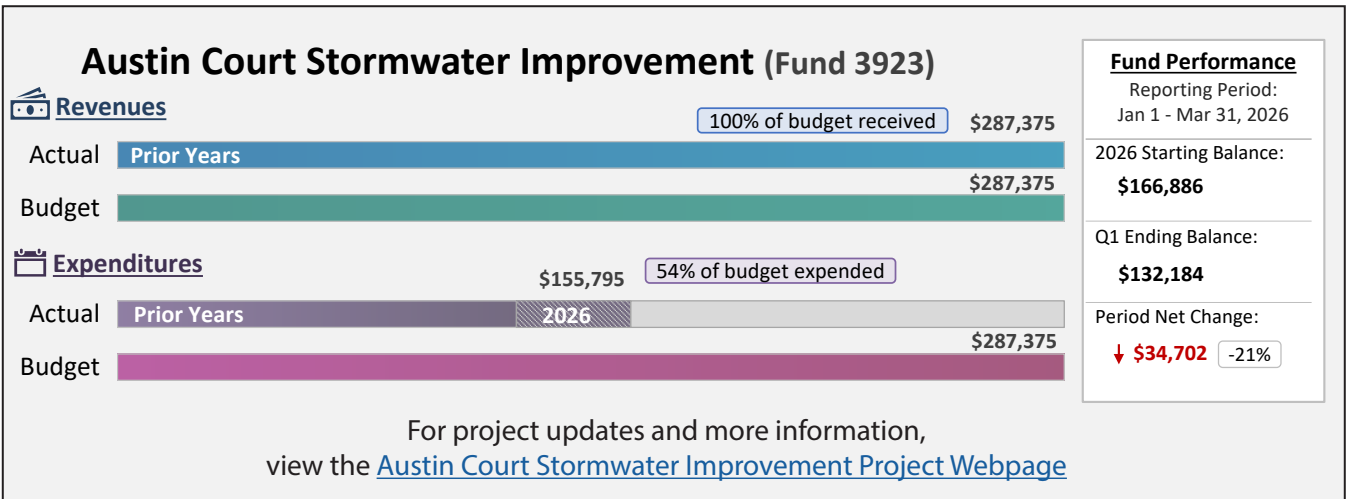 Austin Court Stormwater Improvement (Fund 3923)
Revenues
100% of budget received $287,375
Actual Prior Years
$287,375
Budget
Expenditures
$155,795 54% of budget expended
Actual Prior Years 2026
$287,375
Budget
For project updates and more information,
view the Austin Court Stormwater Improvement Project Webpage
Fund Performance
Reporting Period:
Jan 1 - Mar 31, 2026
2026 Starting Balance:
$166,886
Q1 Ending Balance:
$132,184
Period Net Change:
↓ $34,702 -21%